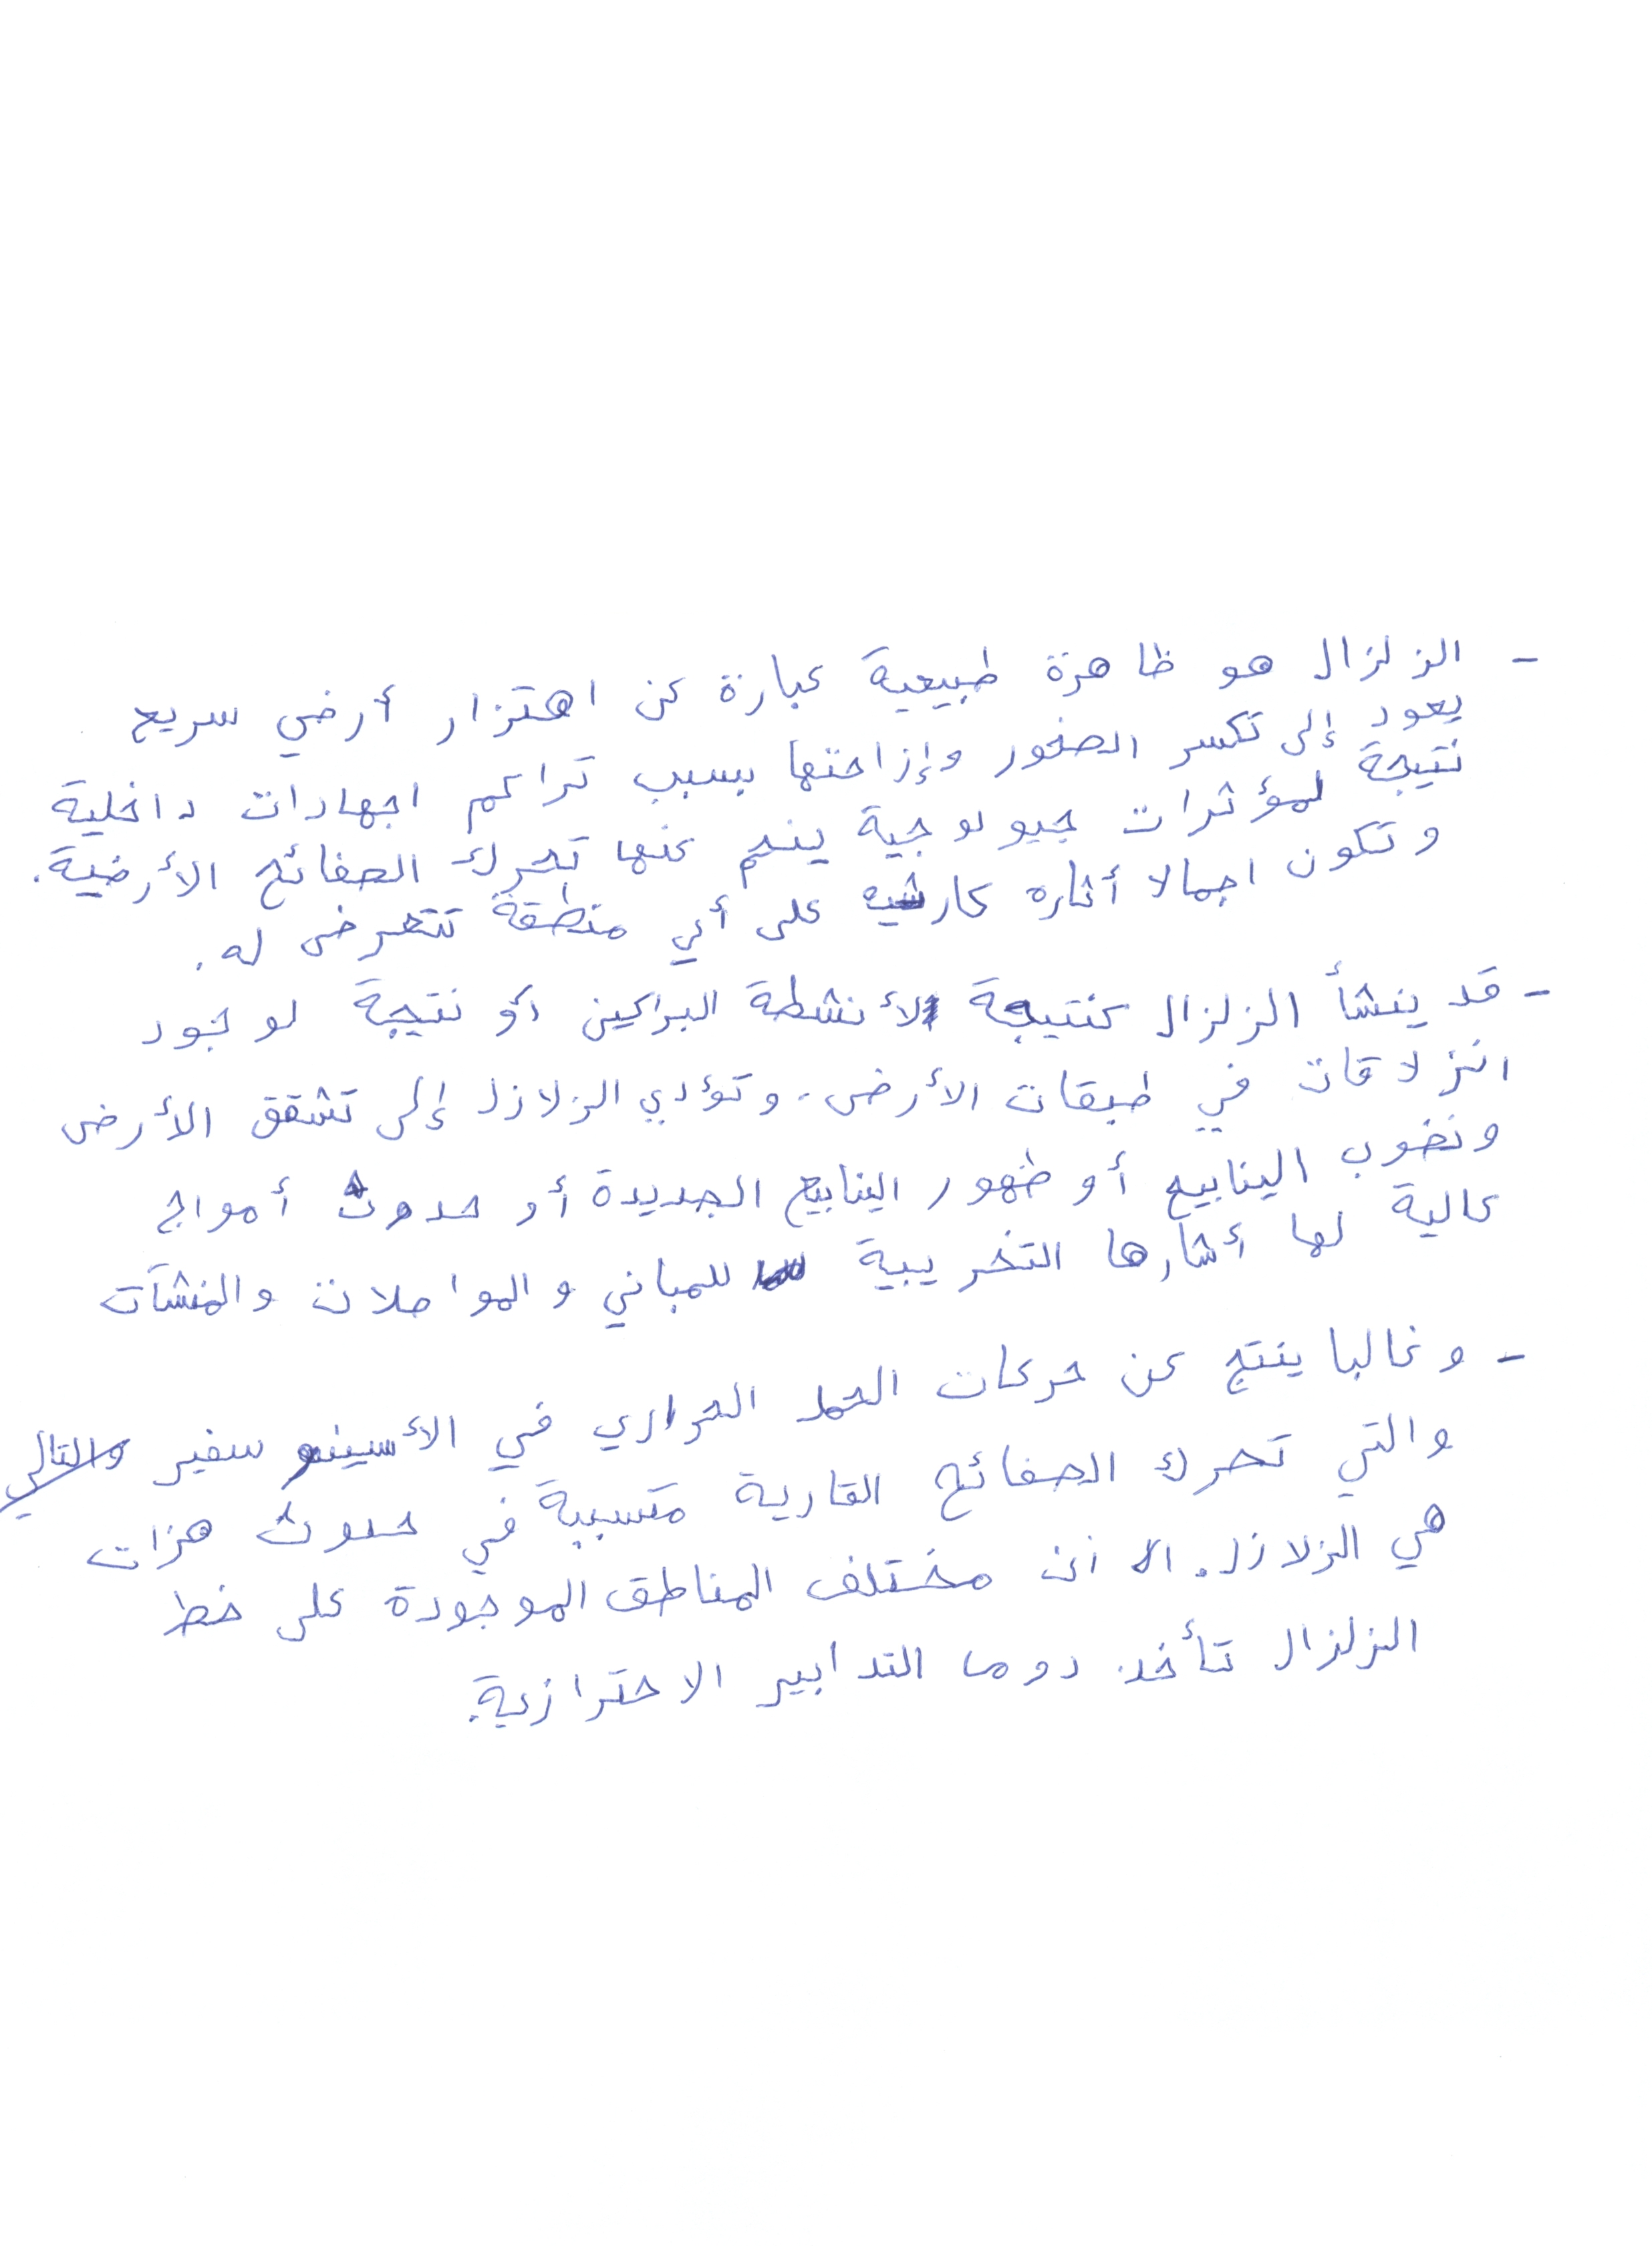 - الزلزال هو ظاهرة طبيعية عبارة عن اهتزار أرضي سريع
يعود إلى تكسر الصخور وإزاحتها بسبب تراكم اجهادات داخلية
نتيجة لمؤثرات جيولوجية ينجم عنها تحرك الصفائح الأرضية.
وتكون اجمالا أثاره على أي منطقة تتعرض له.
- قد ينشأ الزلزال كنتيجة لأنشطة البراكين أو نتيجة لوجود
انزلاقات في طبقات الأرض. وتؤدي الزلازل إلى تشقق الأرض
ونضوب الينابيع أو ظهور الينابيع الجديدة أو حدوث أمواج
عالية لها أشارها التخريبية للمباني والمواصلات والمنشآت
- وغالبا ينتج عن حركات الحمل الحراري في الأسينوسفير والتالي
والتي تحرك الصفائح القارية متسببة في حدوث هزات
هي الزلازل. الا أن مختلف المناطق الموجودة على خط
الزلزال تأخذ دوما التدابير الاحترازية.